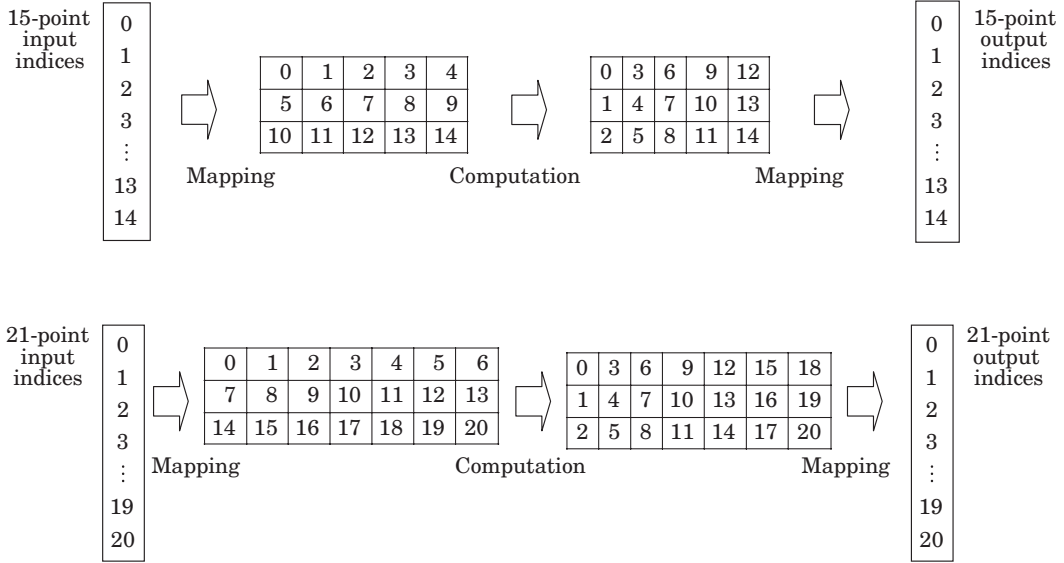 15-point
input
indices
0
1
2
3
⋮
13
14
Mapping
0 1 2 3 4
5 6 7 8 9
10 11 12 13 14
Computation
0 3 6 9 12
1 4 7 10 13
2 5 8 11 14
Mapping
0
1
2
3
⋮
13
14
15-point
output
indices
21-point
input
indices
0
1
2
3
⋮
19
20
Mapping
0 1 2 3 4 5 6
7 8 9 10 11 12 13
14 15 16 17 18 19 20
Computation
0 3 6 9 12 15 18
1 4 7 10 13 16 19
2 5 8 11 14 17 20
Mapping
0
1
2
3
⋮
19
20
21-point
output
indices